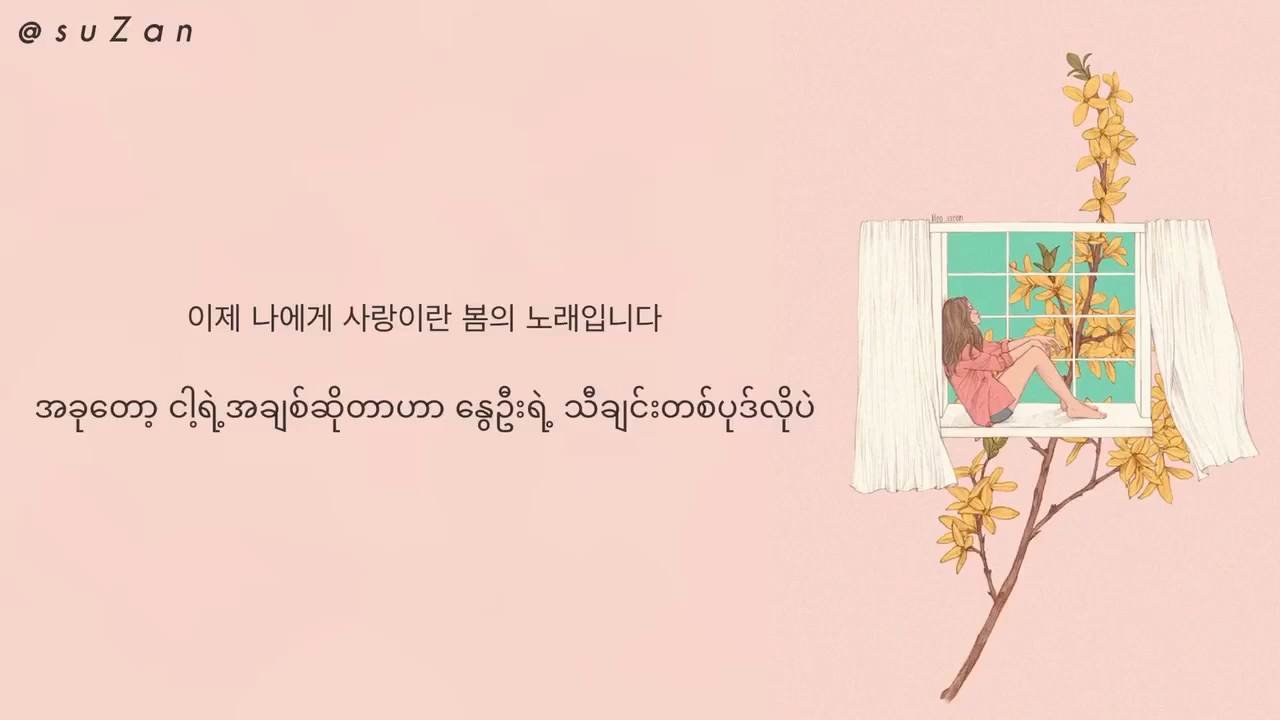 @suZan
이제 나에게 사랑이란 봄의 노래입니다
အခုတော့ ငါ့ရဲ့အချစ်ဆိုတာဟာ နွေဦးရဲ့ သီချင်းတစ်ပုဒ်လိုပဲ